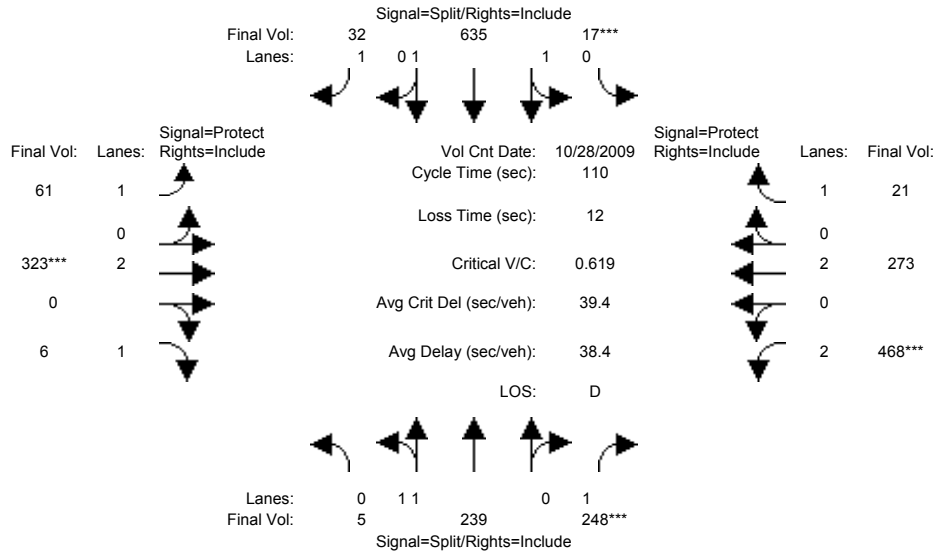 Signal=Split/Rights=Include
Final Vol: 32 635 17***
Lanes: 1 0 1 1 0
Signal=Protect Signal=Protect
Final Vol: Lanes: Rights=Include Vol Cnt Date: 10/28/2009 Rights=Include Lanes: Final Vol:
Cycle Time (sec): 110
61 1 1 21
Loss Time (sec): 12
0 0
323*** 2 Critical V/C: 0.619 2 273
0 Avg Crit Del (sec/veh): 39.4 0
6 1 Avg Delay (sec/veh): 38.4 2 468***
LOS: D
Lanes: 0 1 1 0 1
Final Vol: 5 239 248***
Signal=Split/Rights=Include